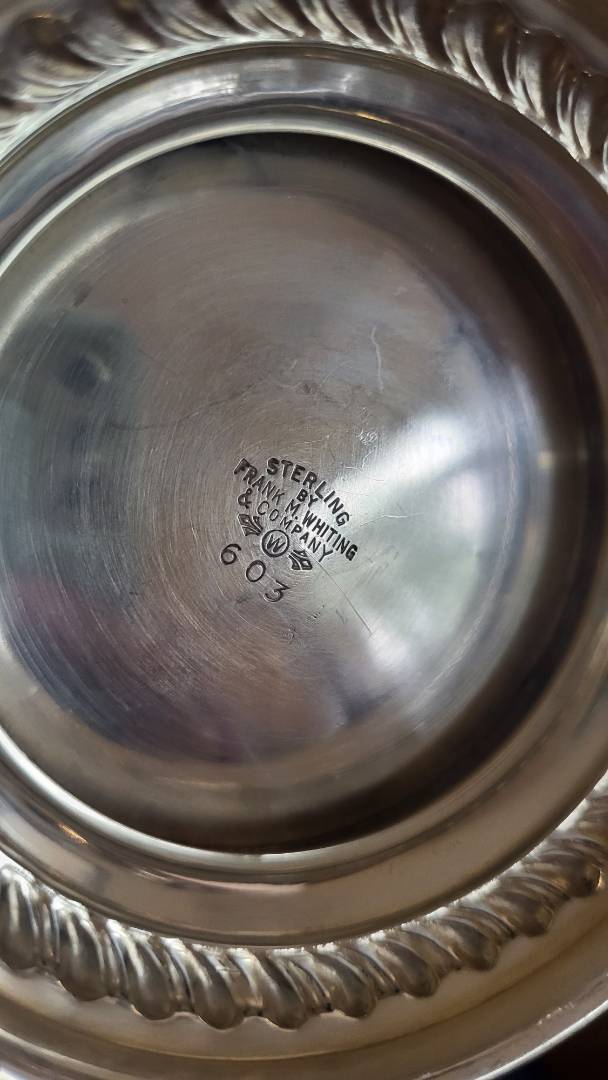 STERLING
BY
FRANK M. WHITING
& COMPANY
W
603